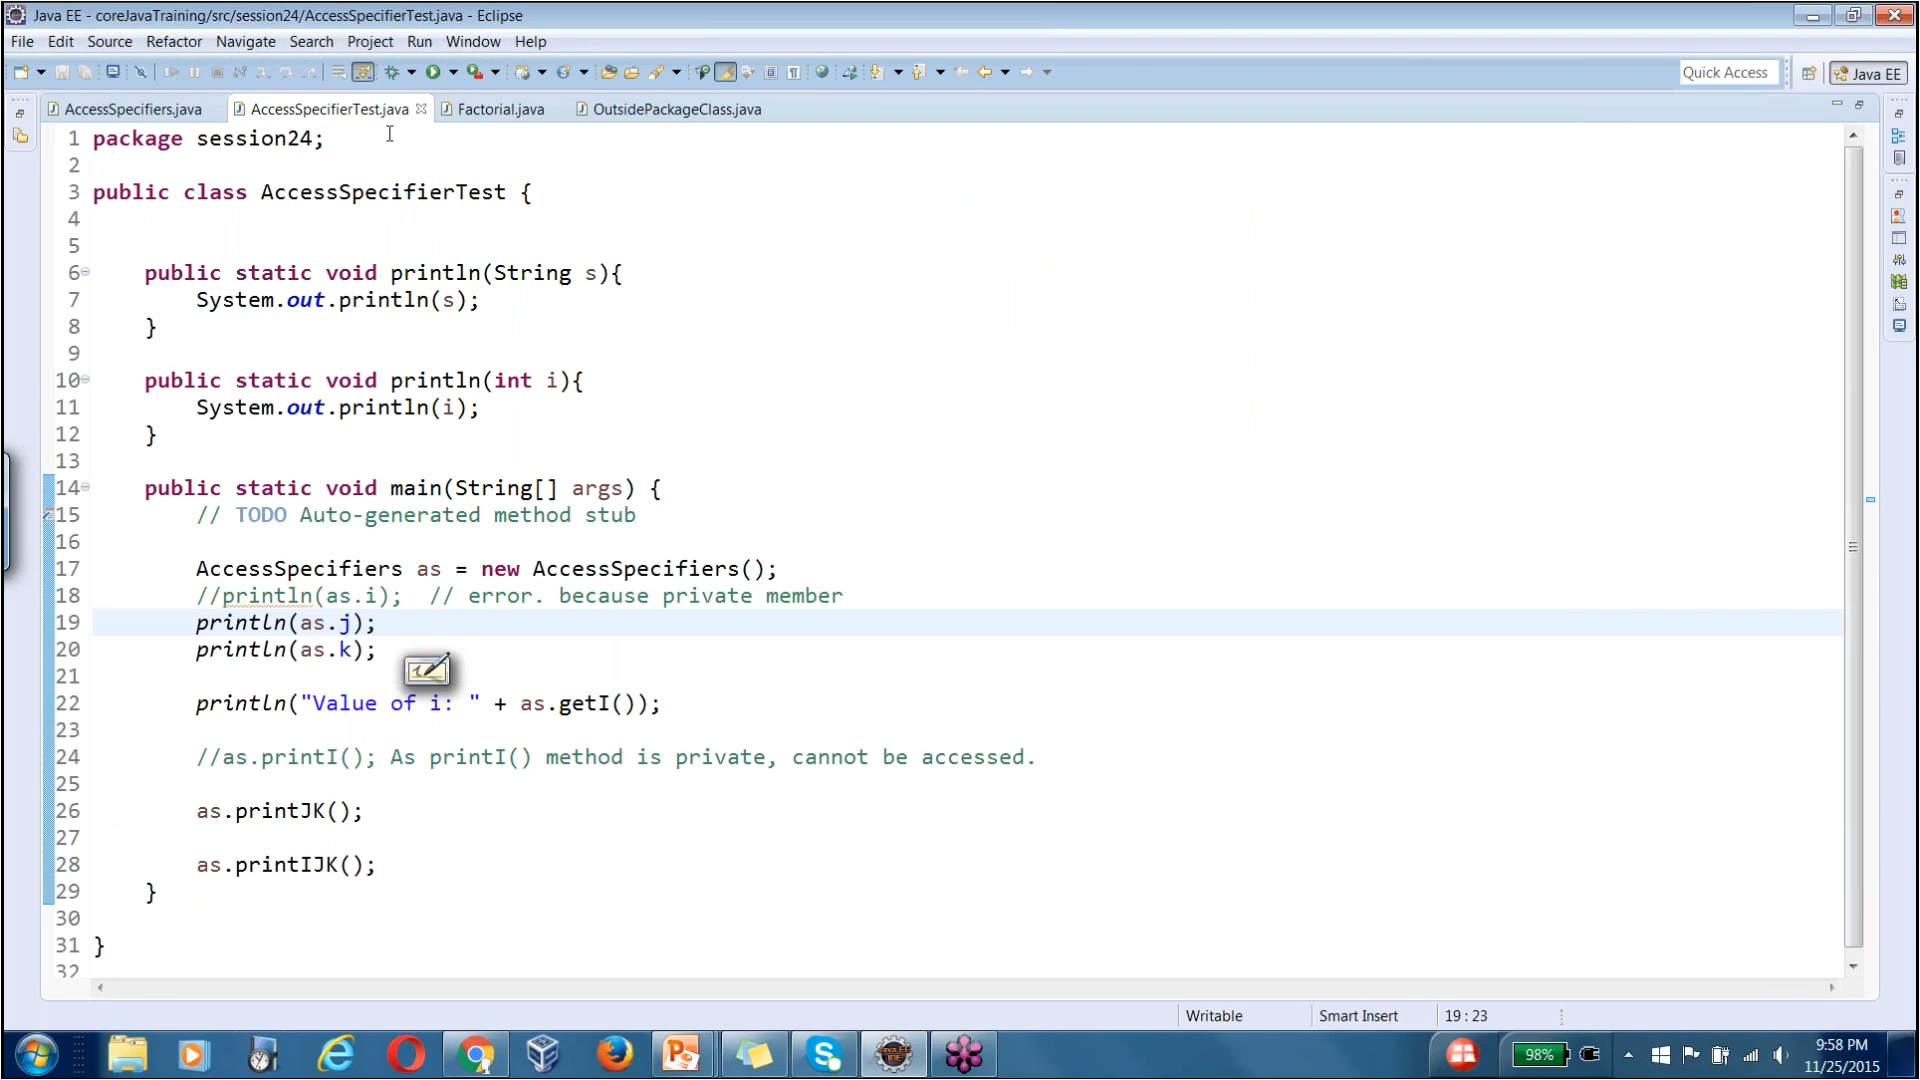 Java EE - coreJavaTraining/src/session24/AccessSpecifierTest.java - Eclipse
File Edit Source Refactor Navigate Search Project Run Window Help
Quick Access
Java EE
AccessSpecifiers.java AccessSpecifierTest.java Factorial.java OutsidePackageClass.java
1 package session24;
2
3 public class AccessSpecifierTest {
4
5
6 public static void println(String s){
7 System.out.println(s);
8 }
9
10 public static void println(int i){
11 System.out.println(i);
12 }
13
14 public static void main(String[] args) {
15 // TODO Auto-generated method stub
16
17 AccessSpecifiers as = new AccessSpecifiers();
18 //println(as.i); // error. because private member
19 println(as.j);
20 println(as.k);
21
22 println("Value of i: " + as.getI());
23
24 //as.printI(); As printI() method is private, cannot be accessed.
25
26 as.printJK();
27
28 as.printIJK();
29 }
30
31 }
32
Writable Smart Insert 19 : 23
98%
9:58 PM
11/25/2015